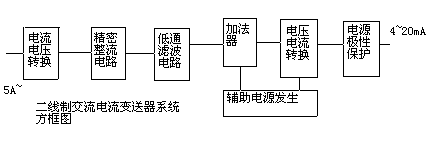 电流
电压
转换
精密
整流电路
低通
滤波
电路
加法
器
电压
电流
转换
电源
极性
保护
4~20mA
5A~
辅助电源发生
二线制交流电流变送器系统
方框图